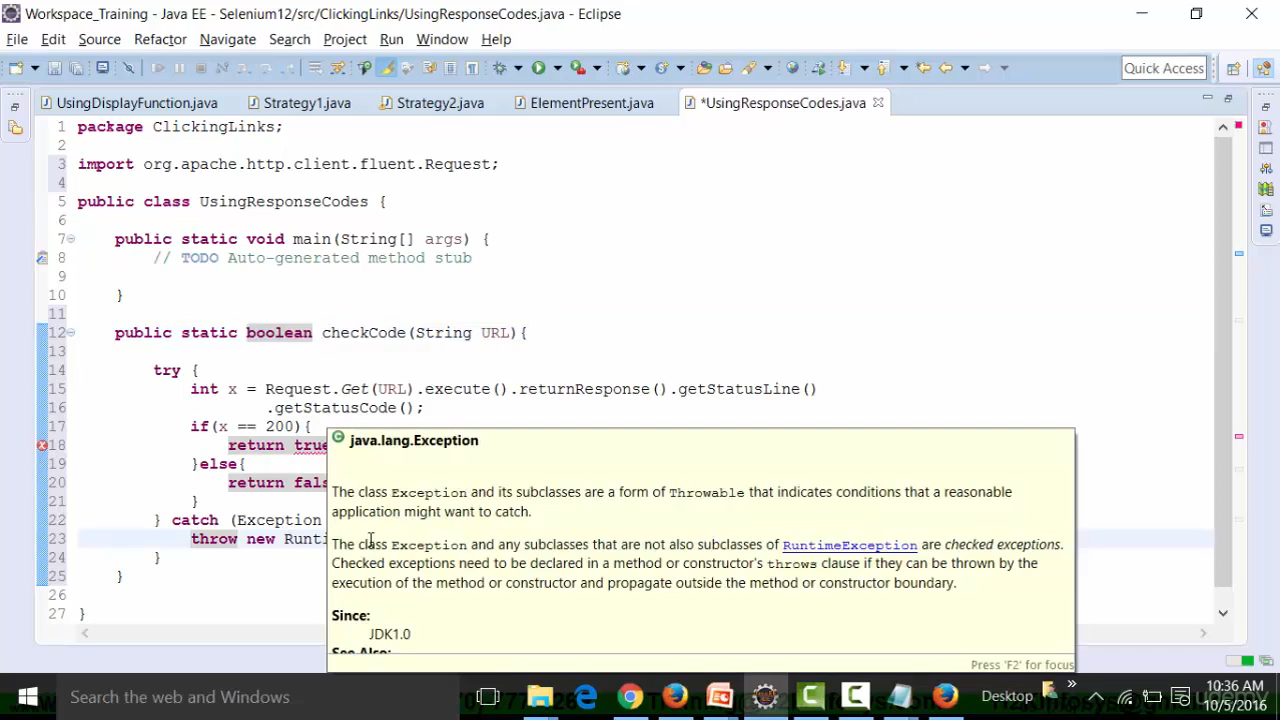 Workspace_Training - Java EE - Selenium12/src/ClickingLinks/UsingResponseCodes.java - Eclipse
File Edit Source Refactor Navigate Search Project Run Window Help
Quick Access
UsingDisplayFunction.java Strategy1.java Strategy2.java ElementPresent.java *UsingResponseCodes.java
1 package ClickingLinks;
2
3 import org.apache.http.client.fluent.Request;
4
5 public class UsingResponseCodes {
6
7 public static void main(String[] args) {
8 // TODO Auto-generated method stub
9
10 }
11
12 public static boolean checkCode(String URL){
13
14 try {
15 int x = Request.Get(URL).execute().returnResponse().getStatusLine()
16 .getStatusCode();
17 if(x == 200){
18 return true
19 }else{
20 return fals
21 }
22 } catch (Exception
23 throw new Runti
24 }
25 }
26
27 }
java.lang.Exception
The class Exception and its subclasses are a form of Throwable that indicates conditions that a reasonable
application might want to catch.
The class Exception and any subclasses that are not also subclasses of RuntimeException are checked exceptions.
Checked exceptions need to be declared in a method or constructor's throws clause if they can be thrown by the
execution of the method or constructor and propagate outside the method or constructor boundary.
Since:
JDK1.0
See Also:
Press 'F2' for focus
Search the web and Windows
Desktop
10:36 AM
10/5/2016